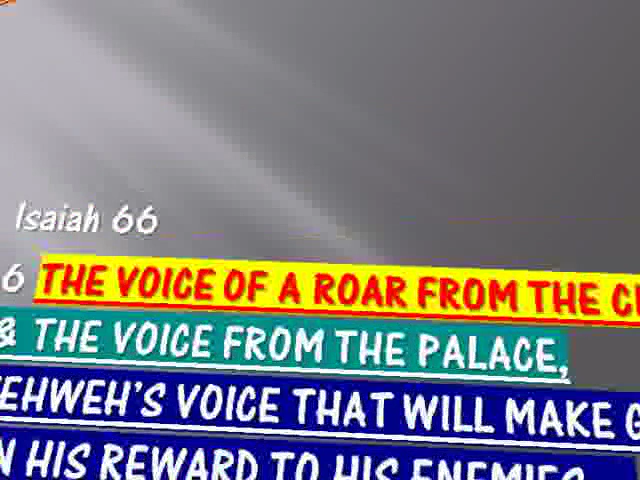 Isaiah 66
6 THE VOICE OF A ROAR FROM THE
& THE VOICE FROM THE PALACE,
VOICE THAT WILL MAKE
HIS REWARD TO HIS ENEMIES